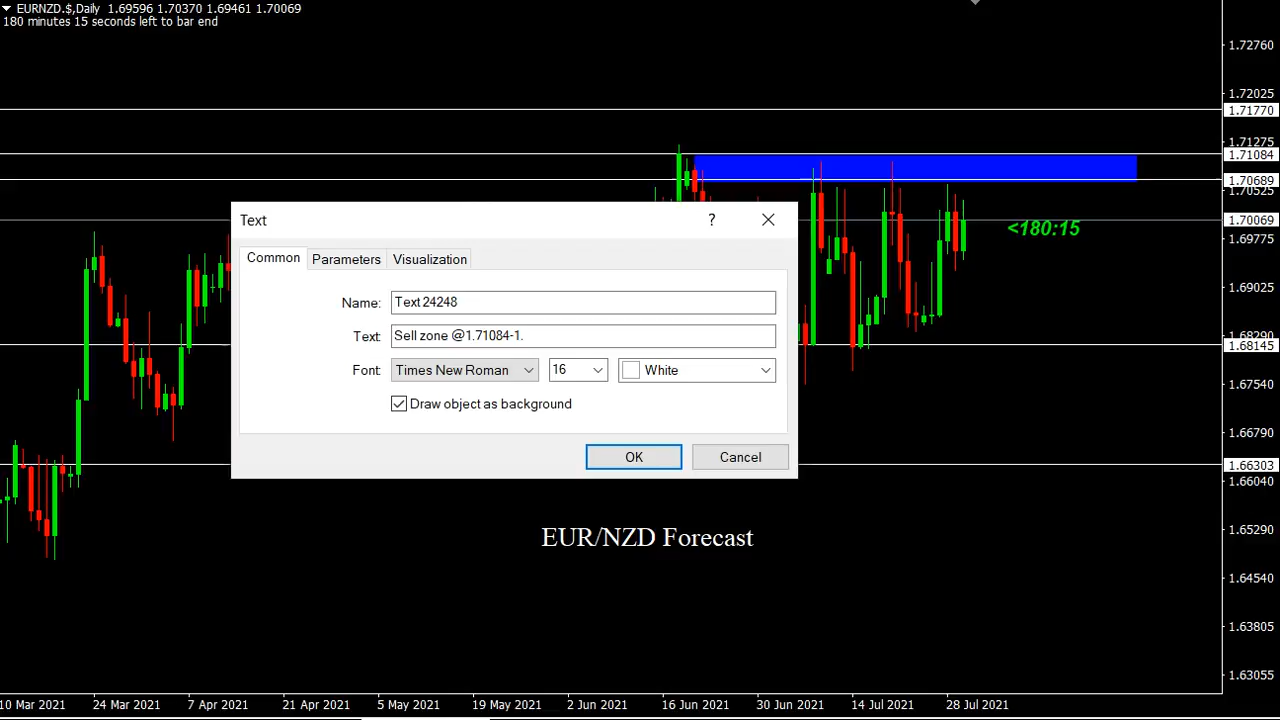 EURNZD.$,Daily 1.69596 1.70370 1.69461 1.70069
180 minutes 15 seconds left to bar end
1.72760
1.72025
1.71770
1.71275
1.71084
1.70689
1.70525
1.70069
<180:15
1.69775
1.69025
1.68145
1.67540
1.66790
1.66303
1.66040
1.65290
1.64540
1.63805
1.63055
Text ?
Common Parameters Visualization
Name: Text 24248
Text: Sell zone @1.71084-1.
Font: Times New Roman 16 White
Draw object as background
OK Cancel
EUR/NZD Forecast
10 Mar 2021 24 Mar 2021 7 Apr 2021 21 Apr 2021 5 May 2021 19 May 2021 2 Jun 2021 16 Jun 2021 30 Jun 2021 14 Jul 2021 28 Jul 2021